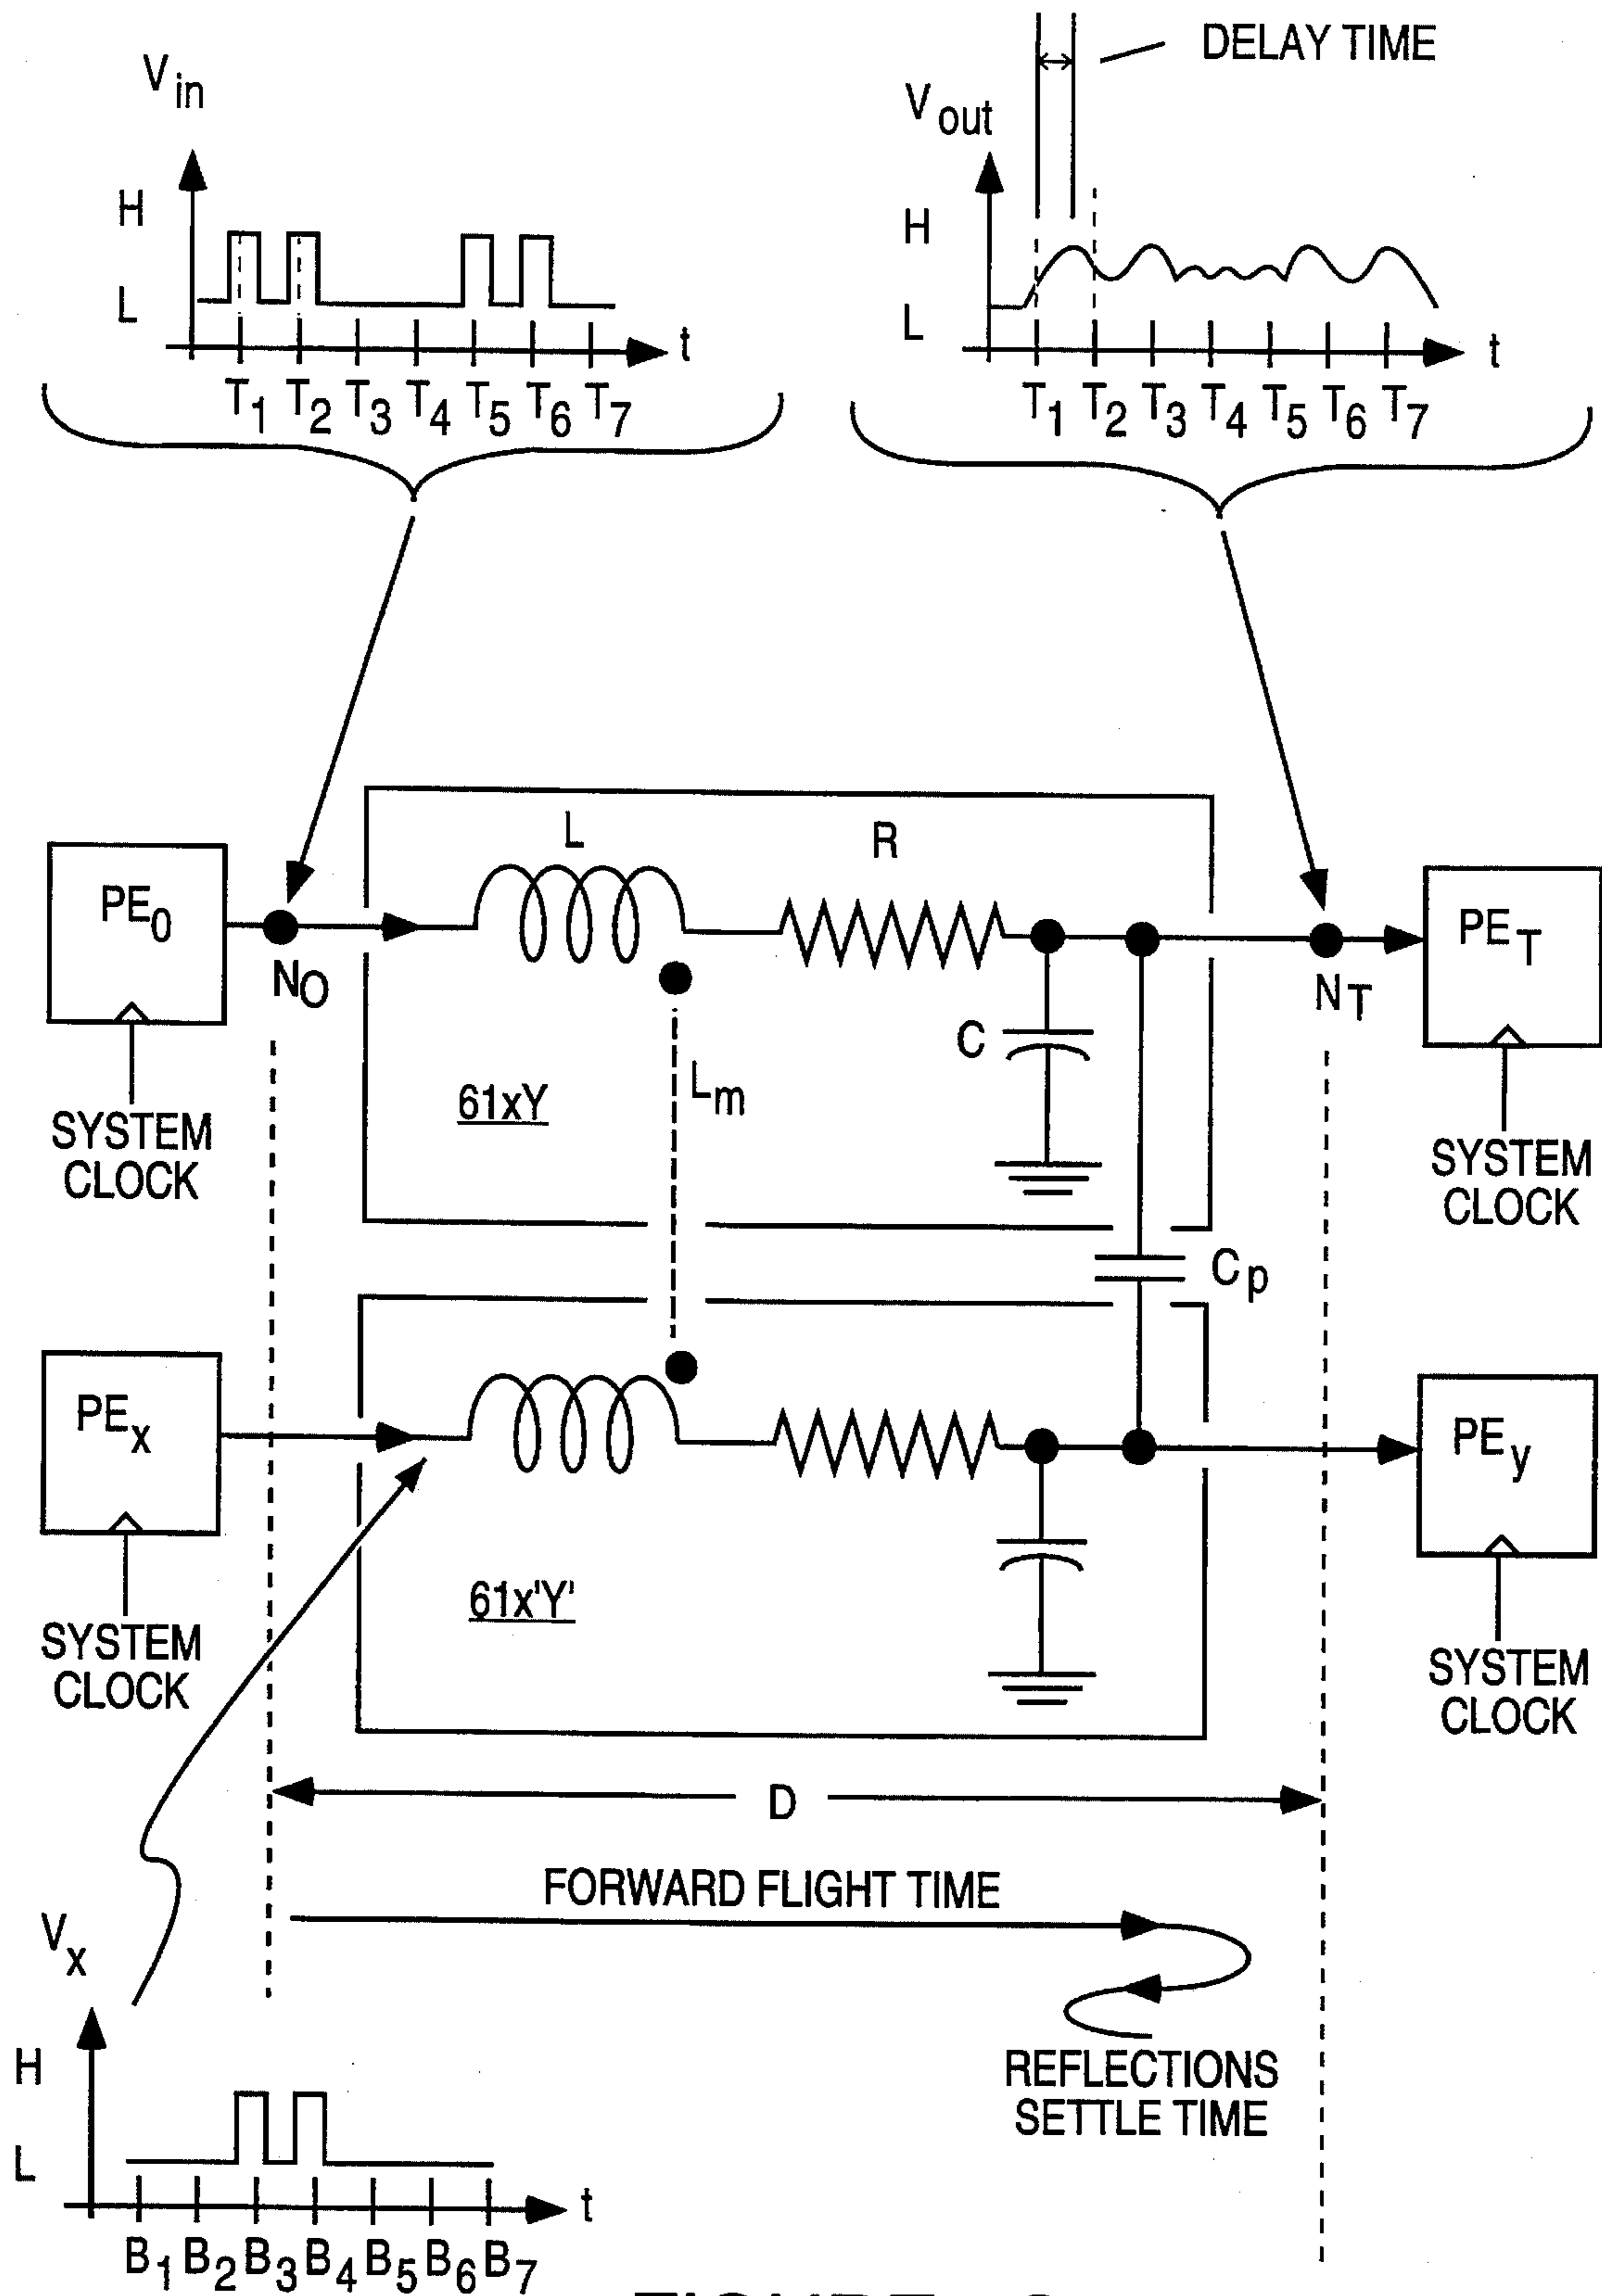 DELAY TIME
Vin
H
L
t
T1 T2 T3 T4 T5 T6 T7
Vout
H
L
t
T1 T2 T3 T4 T5 T6 T7
L
R
PE0
NO
PET
NT
C
Lm
61xY
SYSTEM
CLOCK
SYSTEM
CLOCK
Cp
PEx
PEy
61x'Y'
SYSTEM
CLOCK
SYSTEM
CLOCK
D
FORWARD FLIGHT TIME
REFLECTIONS
SETTLE TIME
Vx
H
L
t
B1 B2 B3 B4 B5 B6 B7